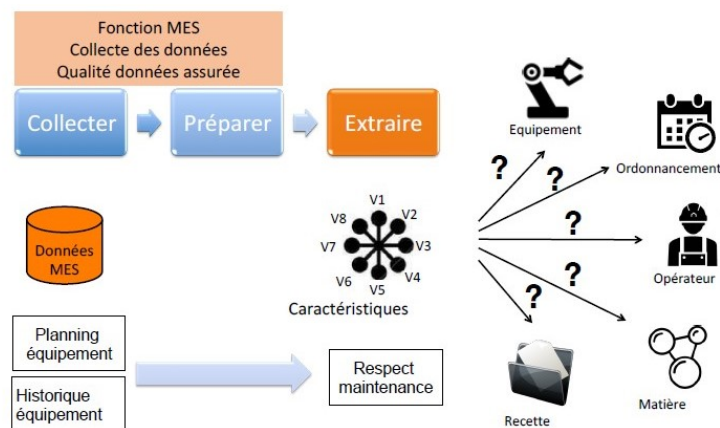 Fonction MES
Collecte des données
Qualité données assurée
Collecter
Préparer
Extraire
Equipement
Ordonnancement
?
?
?
?
?
V1
V2
V3
V4
V5
V6
V7
V8
Données
MES
Caractéristiques
Opérateur
Planning
équipement
Historique
équipement
Respect
maintenance
Recette
Matière